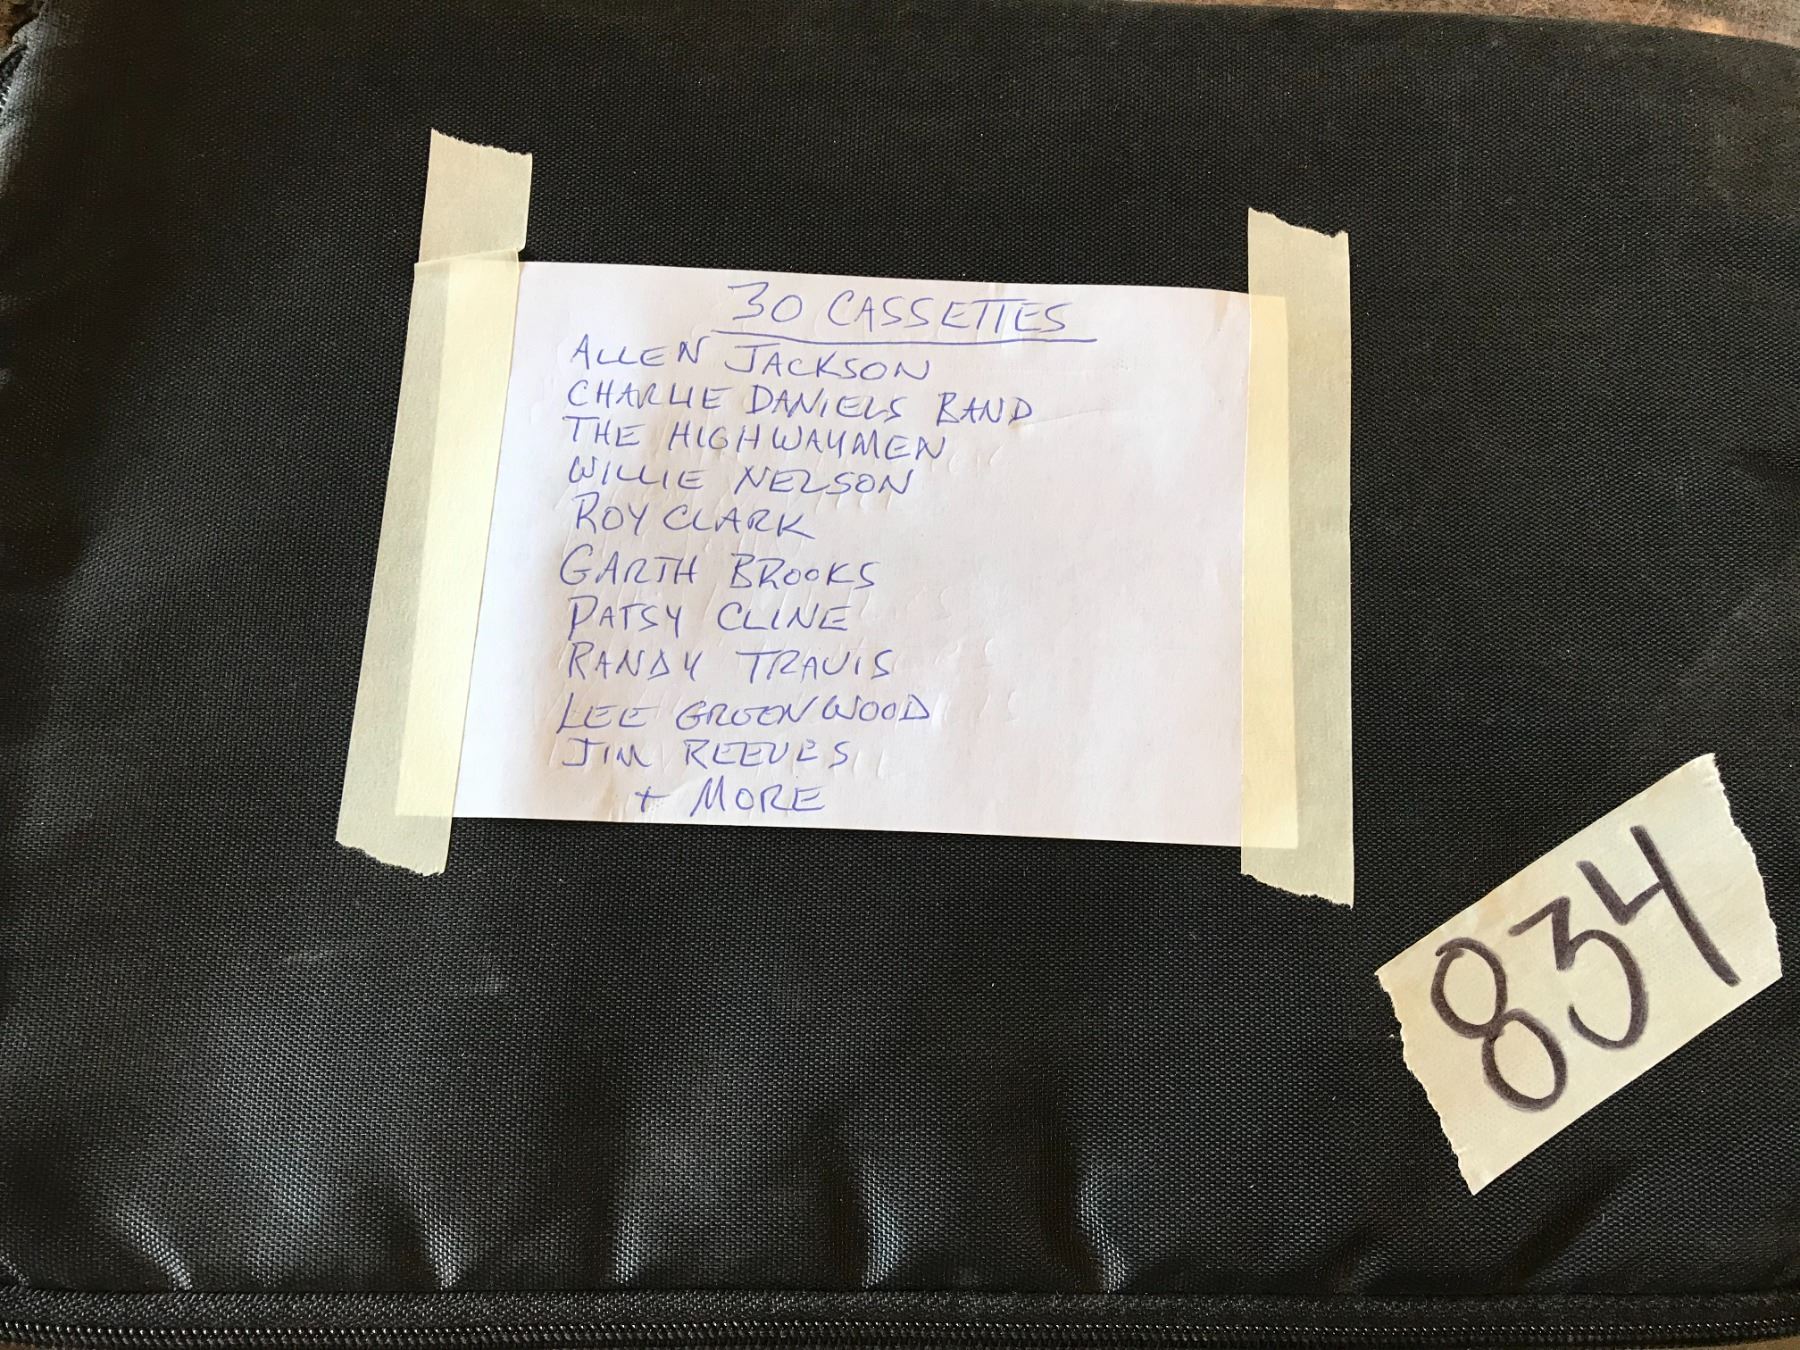 30 CASSETTES
ALLEN JACKSON
CHARLIE DANIELS BAND
THE HIGHWAYMEN
WILLIE NELSON
ROY CLARK
GARTH BROOKS
PATSY CLINE
RANDY TRAVIS
LEE GREENWOOD
JIM REEVES
+ MORE
834